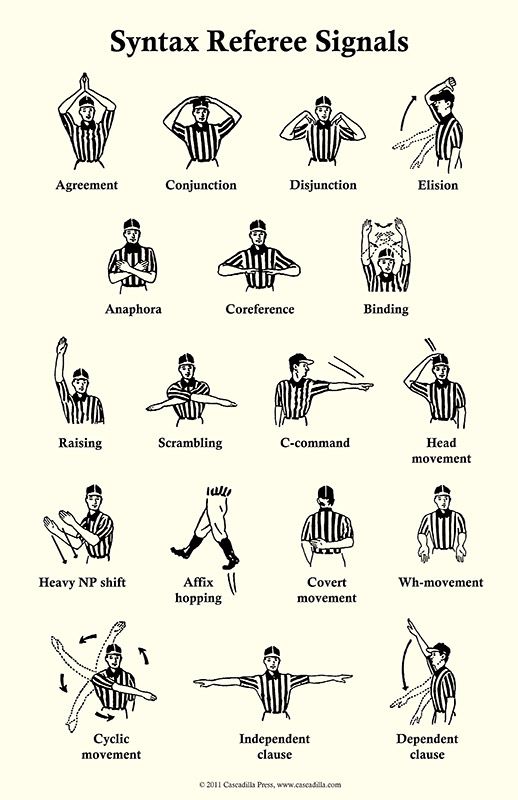 Syntax Referee Signals
Agreement
Conjunction
Disjunction
Elision
Anaphora
Coreference
Binding
Raising
Scrambling
C-command
Head
movement
Heavy NP shift
Affix
hopping
Covert
movement
Wh-movement
Cyclic
movement
Independent
clause
Dependent
clause
© 2011 Cascadilla Press, www.cascadilla.com